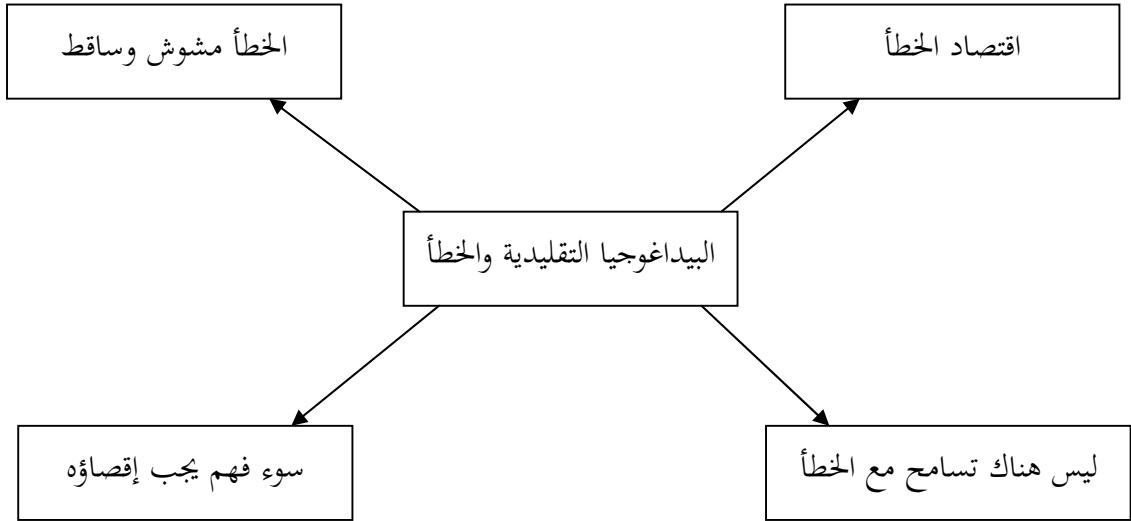 اقتصاد الخطأ
الخطأ مشوش وساقط
البيداغوجيا التقليدية والخطأ
ليس هناك تسامح مع الخطأ
سوء فهم يجب إقصاؤه